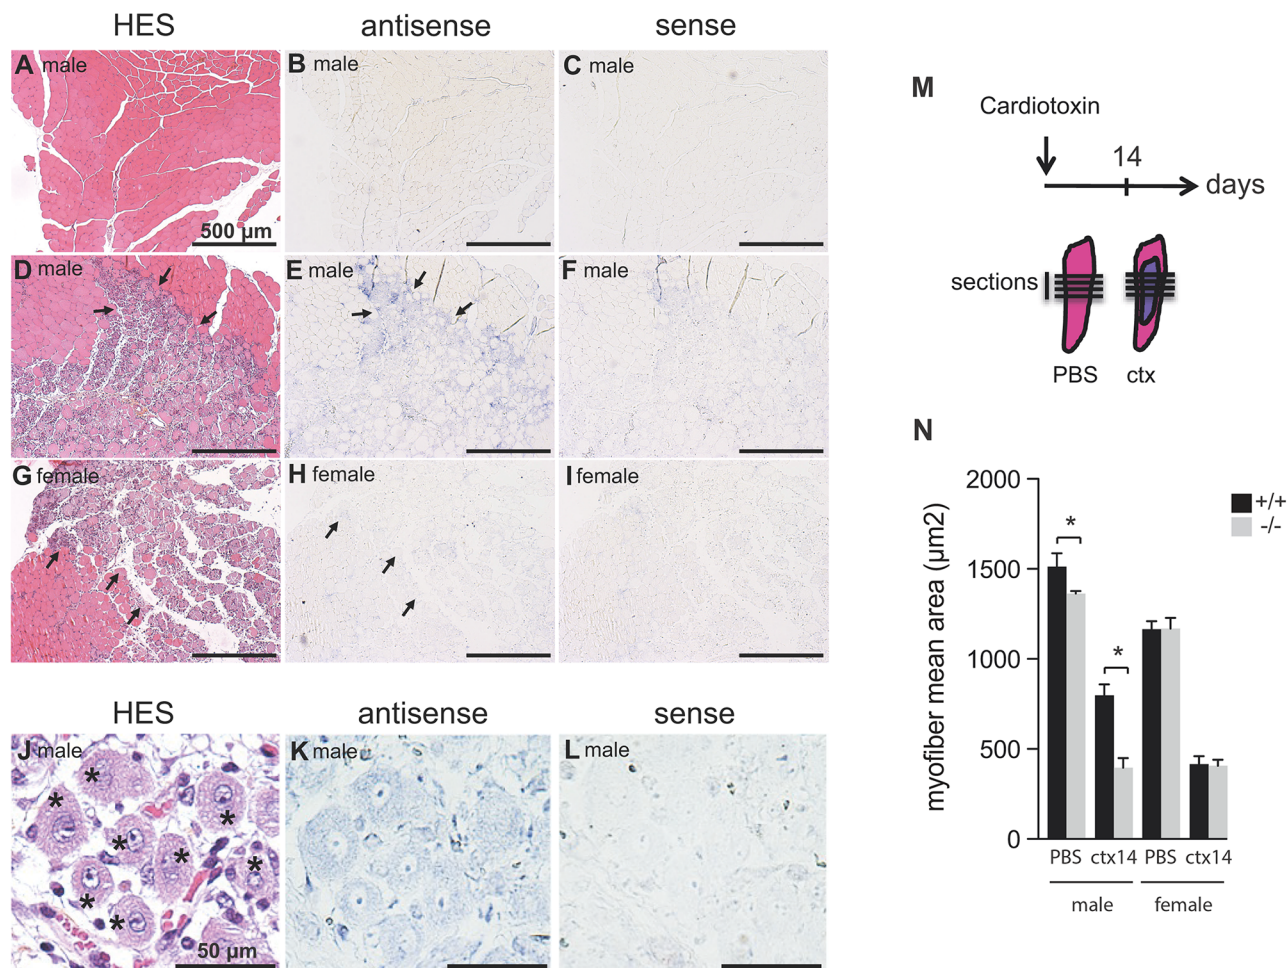 HES antisense sense
A male B male C male
500 µm
D male E male F male
G female H female I female
HES antisense sense
J male K male L male
* * * * * * * *
50 µm
M
Cardiotoxin
14
days
sections
PBS ctx
N
myofiber mean area (µm2)
2000
1500
1000
500
0
+/+
-/-
*
*
PBS ctx14 PBS ctx14
male female